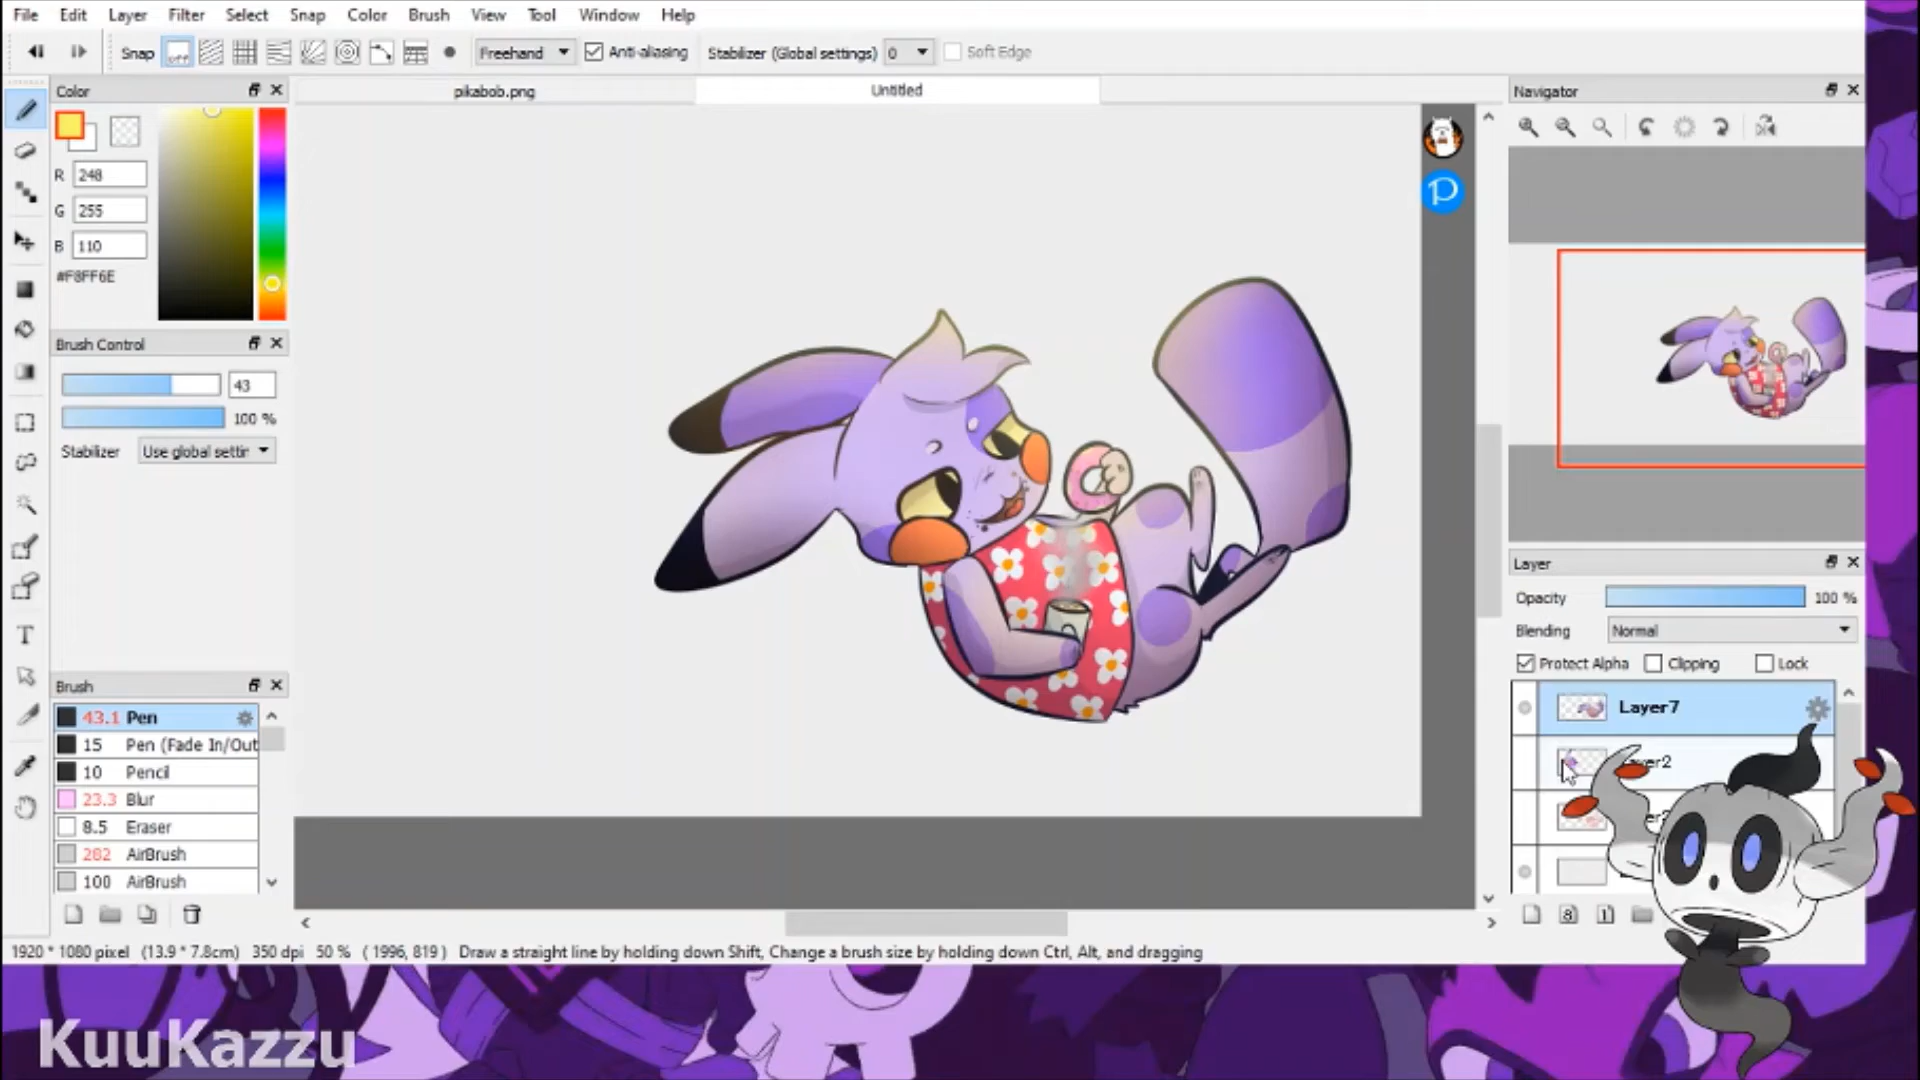 File Edit Layer Filter Select Snap Color Brush View Tool Window Help
Snap off Freehand Anti-aliasing Stabilizer (Global settings) 0 Soft Edge
Color
pikabob.png
Untitled
Navigator
R 248
G 255
B 110
#F8FF6E
Brush Control
43
100 %
Stabilizer Use global settir
Brush
43.1 Pen
15 Pen (Fade In/Out
10 Pencil
23.3 Blur
8.5 Eraser
282 AirBrush
100 AirBrush
P
Layer
Opacity 100 %
Blending Normal
Protect Alpha Clipping Lock
Layer7
yer2
8 1
1920 * 1080 pixel (13.9 * 7.8cm) 350 dpi 50 % ( 1996, 819 ) Draw a straight line by holding down Shift, Change a brush size by holding down Ctrl, Alt, and dragging
KuuKazzu